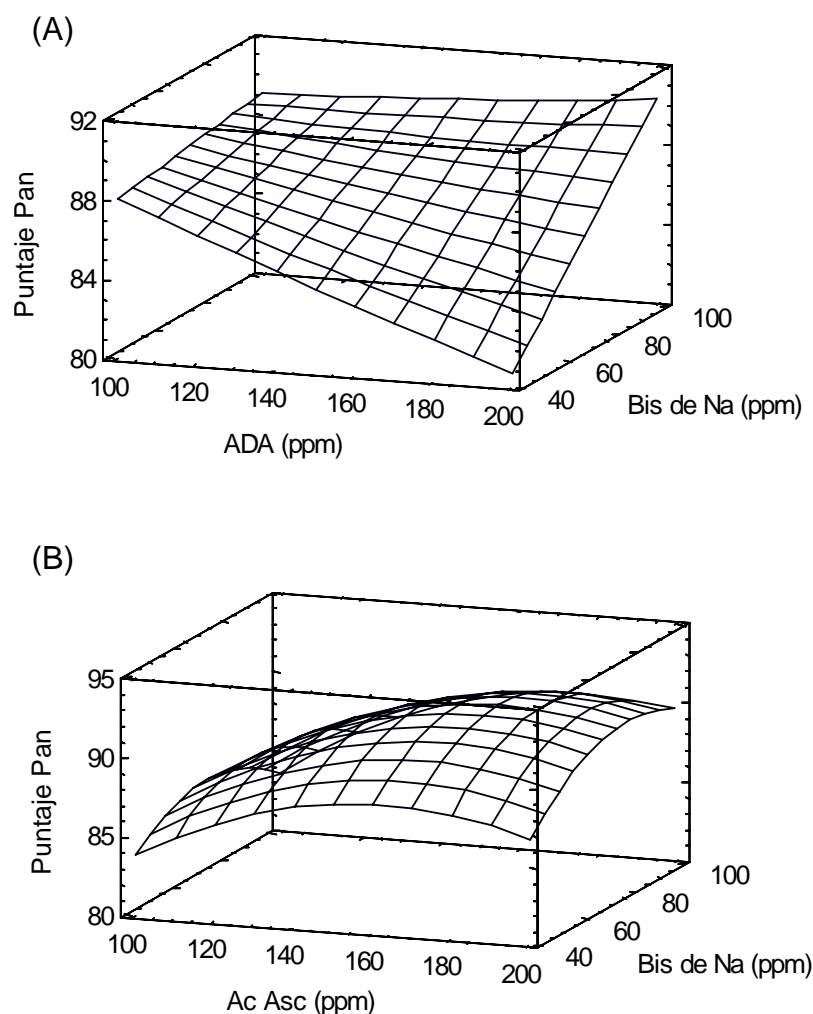 (A)
92
88
84
80
Puntaje Pan
100 120 140 160 180 200
ADA (ppm)
40 60 80 100
Bis de Na (ppm)
(B)
95
90
85
80
Puntaje Pan
100 120 140 160 180 200
Ac Asc (ppm)
40 60 80 100
Bis de Na (ppm)